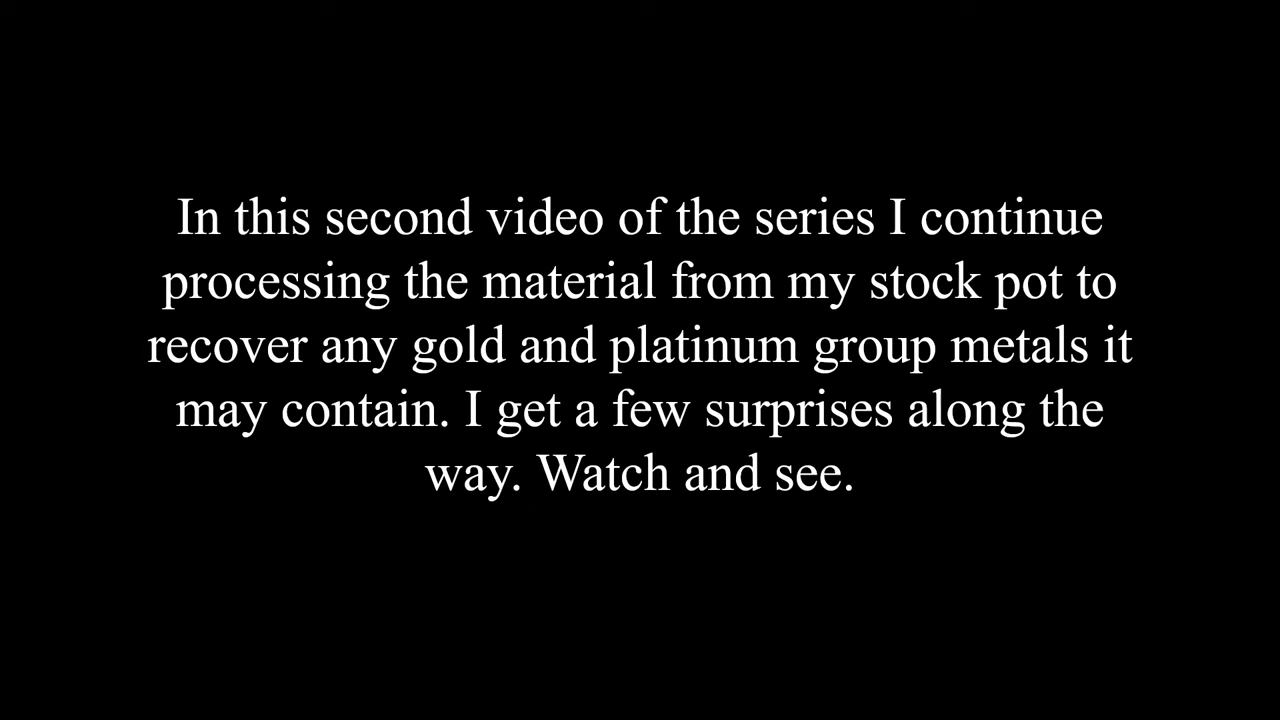 In this second video of the series I continue
processing the material from my stock pot to
recover any gold and platinum group metals it
may contain. I get a few surprises along the
way. Watch and see.